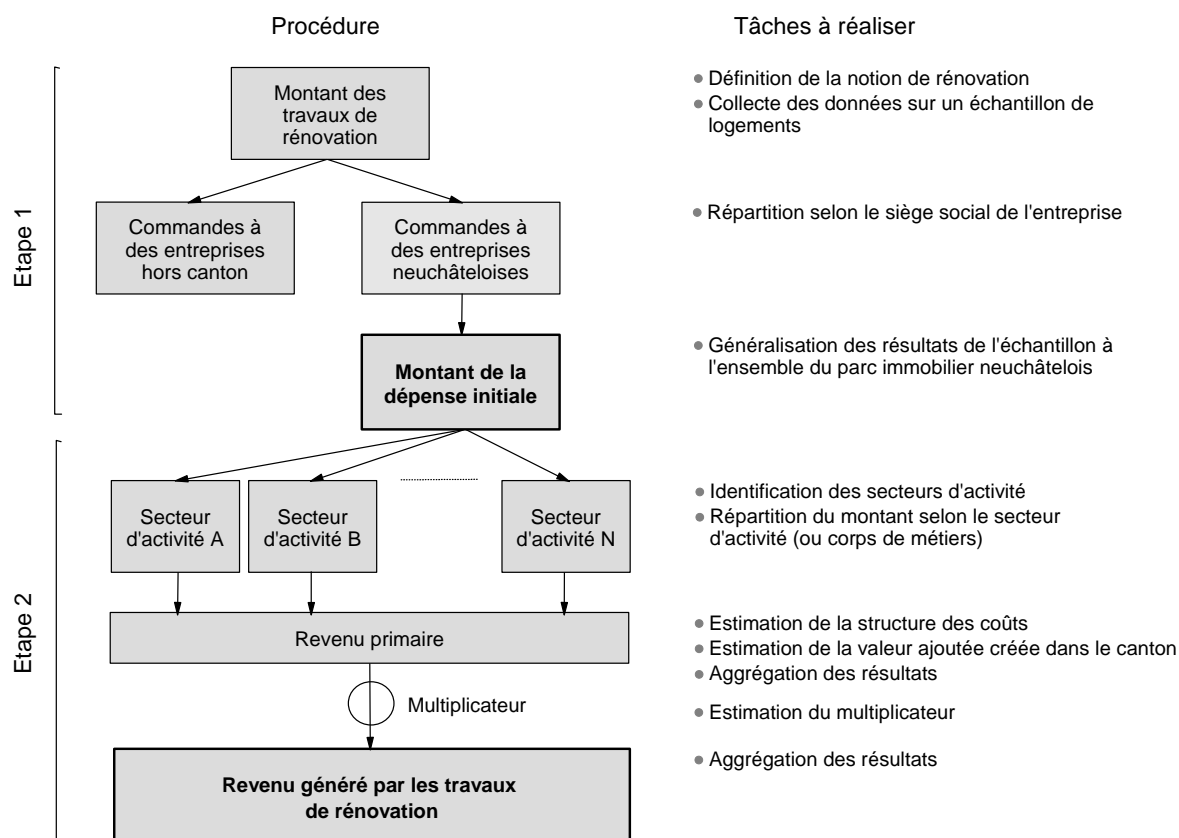 Procédure
Tâches à réaliser
Etape 1
Montant des
travaux de
rénovation
Définition de la notion de rénovation
Collecte des données sur un échantillon de
logements
Commandes à
des entreprises
hors canton
Commandes à
des entreprises
neuchâteloises
Répartition selon le siège social de l'entreprise
Montant de la
dépense initiale
Généralisation des résultats de l'échantillon à
l'ensemble du parc immobilier neuchâtelois
Etape 2
Secteur
d'activité A
Secteur
d'activité B
Secteur
d'activité N
Identification des secteurs d'activité
Répartition du montant selon le secteur
d'activité (ou corps de métiers)
Revenu primaire
Estimation de la structure des coûts
Estimation de la valeur ajoutée créée dans le canton
Aggrégation des résultats
Multiplicateur
Estimation du multiplicateur
Revenu généré par les travaux
de rénovation
Aggrégation des résultats